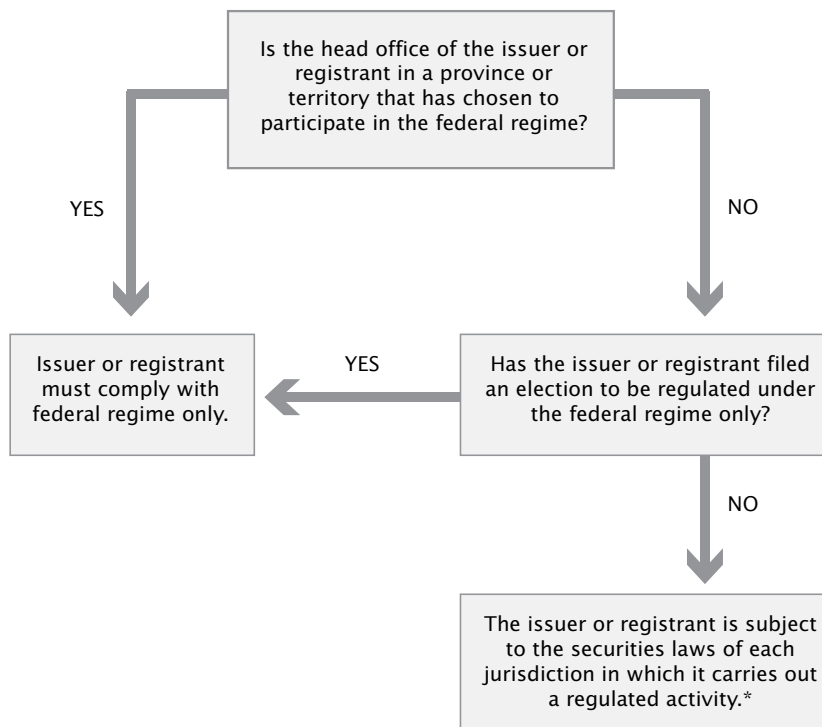 Is the head office of the issuer or
registrant in a province or
territory that has chosen to
participate in the federal regime?
YES
NO
Issuer or registrant
must comply with
federal regime only.
YES
Has the issuer or registrant filed
an election to be regulated under
the federal regime only?
NO
The issuer or registrant is subject
to the securities laws of each
jurisdiction in which it carries out
a regulated activity.*